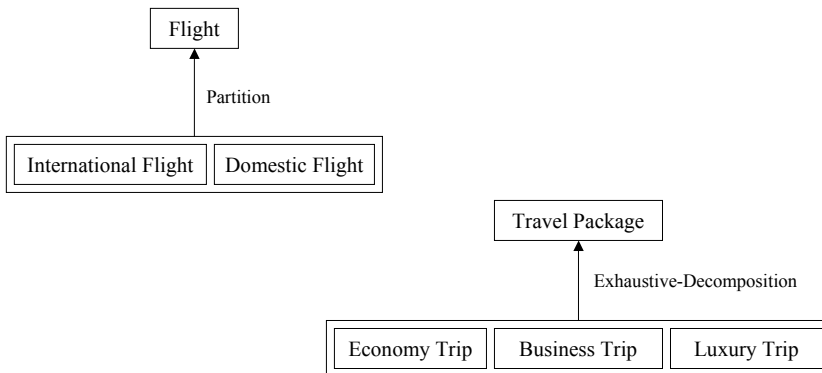 Flight
Partition
International Flight Domestic Flight
Travel Package
Exhaustive-Decomposition
Economy Trip Business Trip Luxury Trip